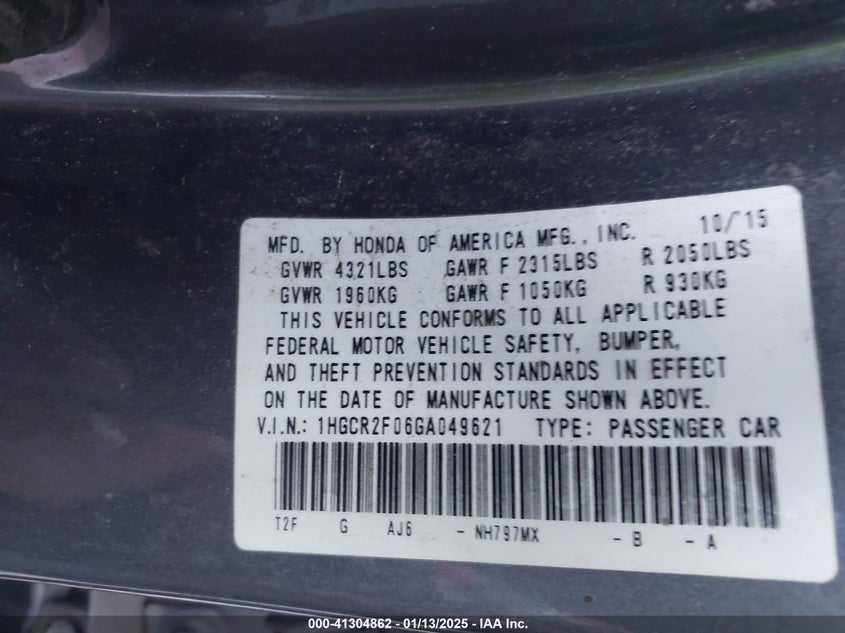 MFD. BY HONDA OF AMERICA MFG., INC. 10/15
GVWR 4321LBS GAWR F 2315LBS R 2050LBS
GVWR 1960KG GAWR F 1050KG R 930KG
THIS VEHICLE CONFORMS TO ALL APPLICABLE
FEDERAL MOTOR VEHICLE SAFETY, BUMPER,
AND THEFT PREVENTION STANDARDS IN EFFECT
ON THE DATE OF MANUFACTURE SHOWN ABOVE.
V.I.N.: 1HGCR2F06GA049621 TYPE: PASSENGER CAR
T2F G AJ6 - NH797MX - B - A
000-41304862 - 01/13/2025 - IAA Inc.